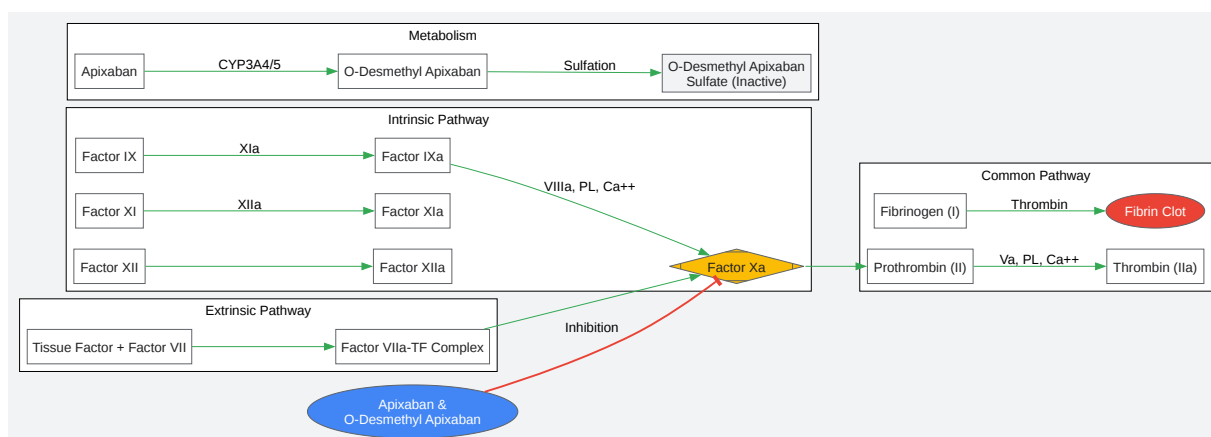 Metabolism
Apixaban
CYP3A4/5
O-Desmethyl Apixaban
Sulfation
O-Desmethyl Apixaban
Sulfate (Inactive)
Intrinsic Pathway
Factor IX
XIa
Factor IXa
VIIIa, PL, Ca++
Factor XI
XIIa
Factor XIa
Factor XII
Factor XIIa
Factor Xa
Common Pathway
Fibrinogen (I)
Thrombin
Fibrin Clot
Prothrombin (II)
Va, PL, Ca++
Thrombin (IIa)
Extrinsic Pathway
Tissue Factor + Factor VII
Factor VIIa-TF Complex
Inhibition
Apixaban &
O-Desmethyl Apixaban